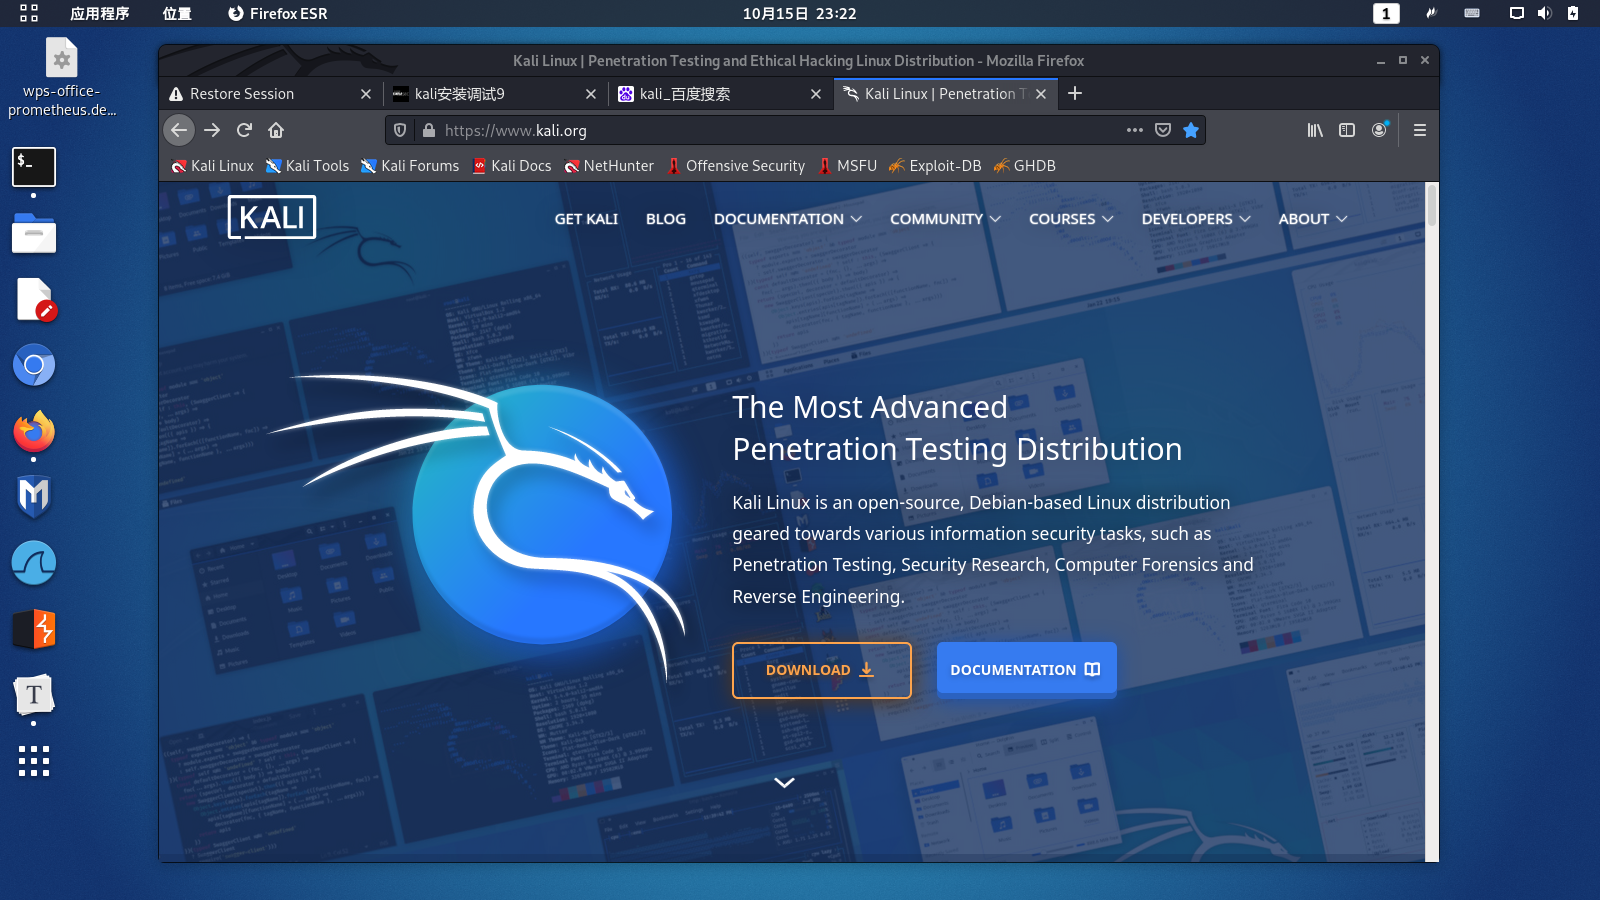 应用程序 位置 Firefox ESR 10月15日 23:22 1
wps-office-
prometheus.de...
Kali Linux | Penetration Testing and Ethical Hacking Linux Distribution - Mozilla Firefox
Restore Session kali安装调试9 kali_百度搜索 Kali Linux | Penetration T
https://www.kali.org
Kali Linux Kali Tools Kali Forums Kali Docs NetHunter Offensive Security MSFU Exploit-DB GHDB
KALI GET KALI BLOG DOCUMENTATION COMMUNITY COURSES DEVELOPERS ABOUT
The Most Advanced
Penetration Testing Distribution
Kali Linux is an open-source, Debian-based Linux distribution
geared towards various information security tasks, such as
Penetration Testing, Security Research, Computer Forensics and
Reverse Engineering.
DOWNLOAD DOCUMENTATION